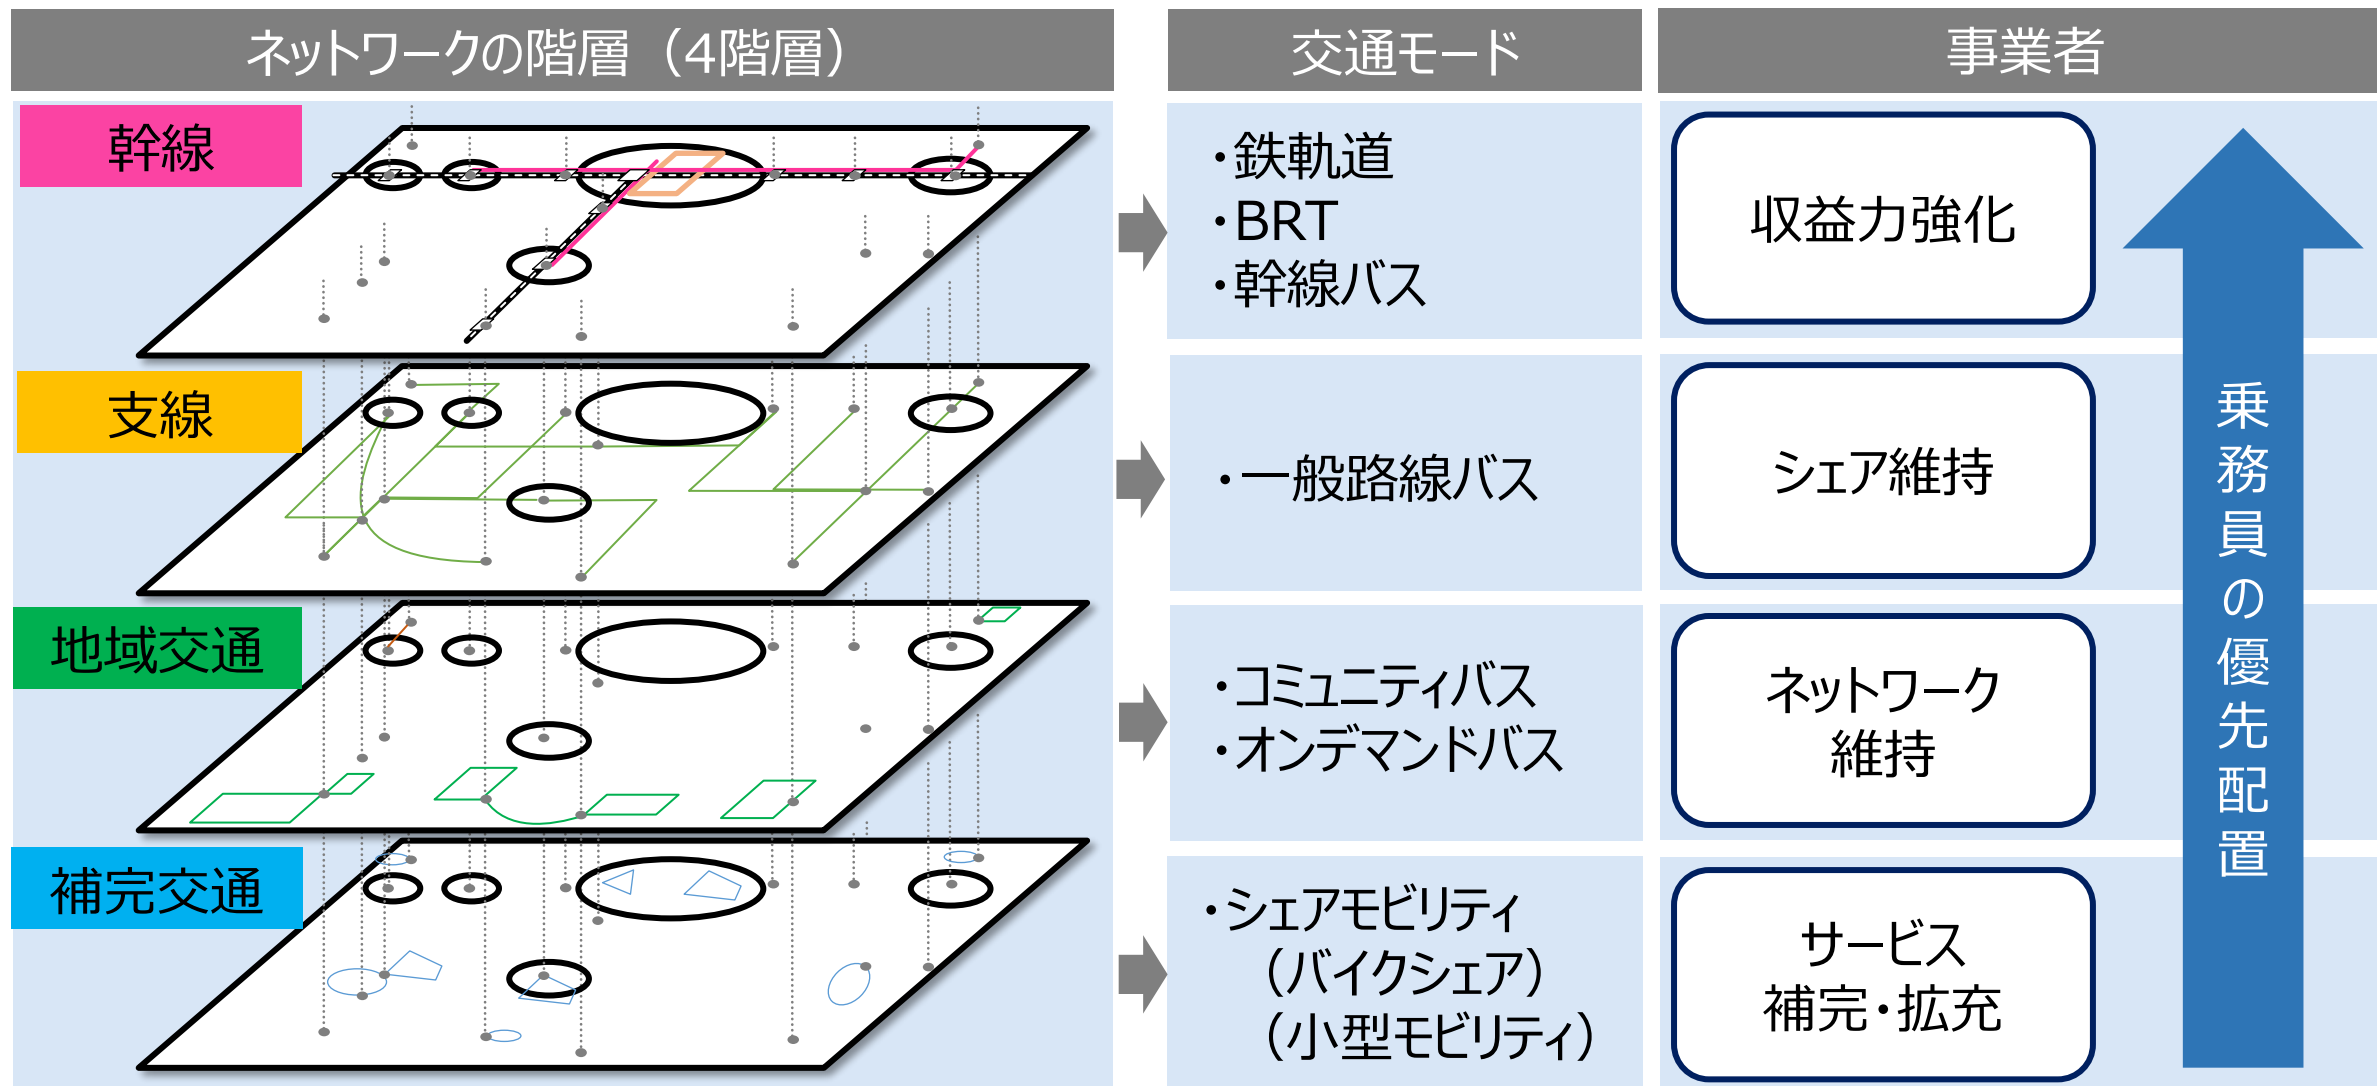 ネットワークの階層（4階層）
交通モード
事業者
幹線
・鉄軌道
・BRT
・幹線バス
収益力強化
支線
・一般路線バス
シェア維持
地域交通
・コミュニティバス
・オンデマンドバス
ネットワーク
維持
補完交通
・シェアモビリティ
（バイクシェア）
（小型モビリティ）
サービス
補完・拡充
乗務員の優先配置